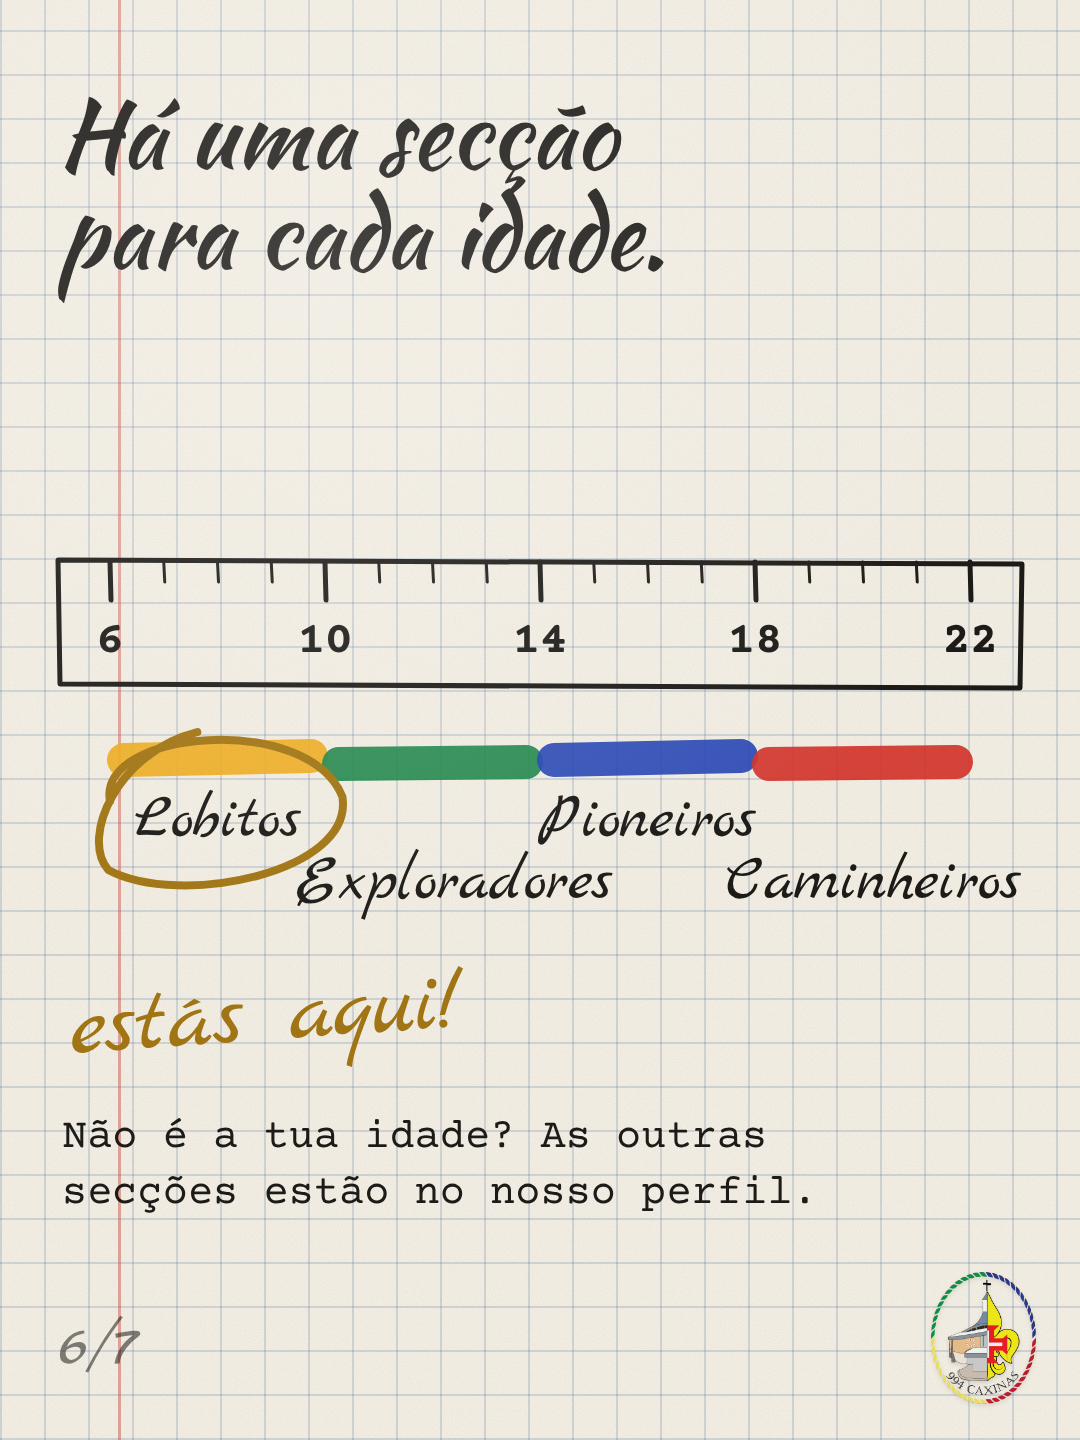 Há uma secção
para cada idade.
6 10 14 18 22
Lobitos
Pioneiros
Exploradores
Caminheiros
estás aqui!
Não é a tua idade? As outras
secções estão no nosso perfil.
6/7
994 CAXINAS